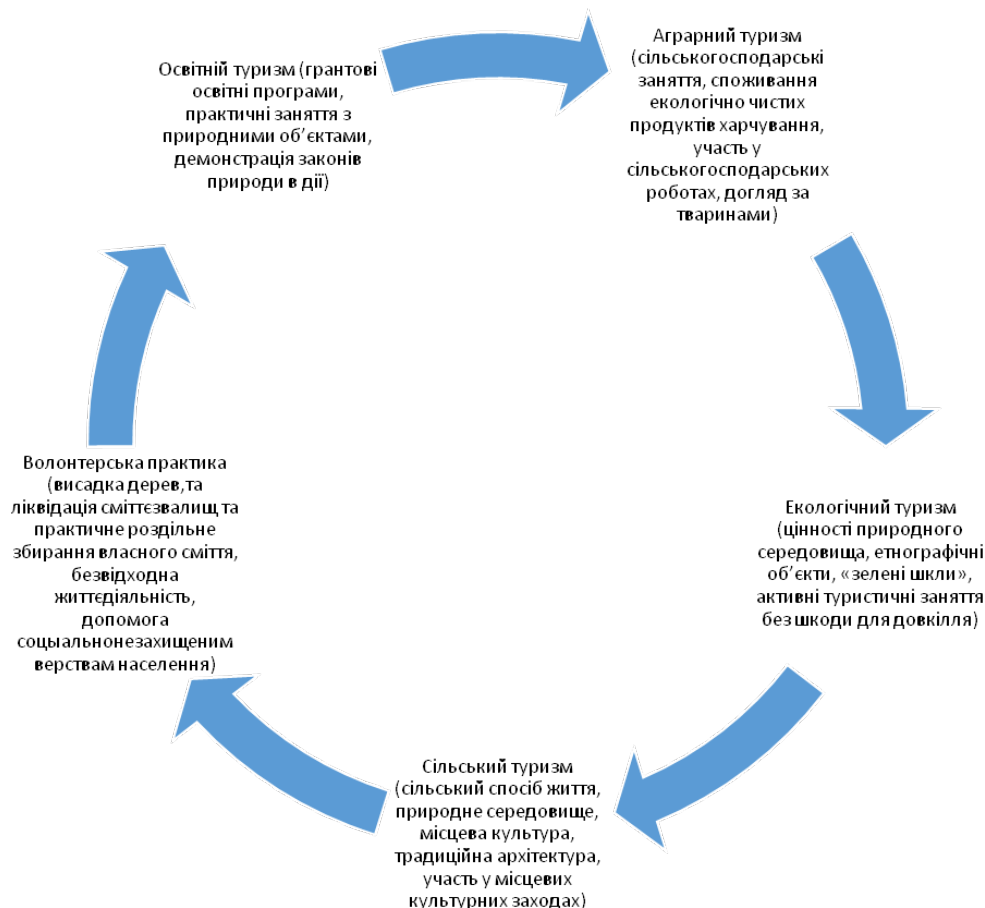 Аграрний туризм
(сільськогосподарські
заняття, споживання
екологічно чистих
продуктів харчування,
участь у
сільськогосподарських
роботах, догляд за
тваринами)
Екологічний туризм
(цінності природного
середовища, етнографічні
об’єкти, «зелені шкли»,
активні туристичні заняття
без шкоди для довкілля)
Сільський туризм
(сільський спосіб життя,
природне середовище,
місцева культура,
традиційна архітектура,
участь у місцевих
культурних заходах)
Волонтерська практика
(висадка дерев,та
ліквідація сміттєзвалищ та
практичне роздільне
збирання власного сміття,
безвідходна
життєдіяльність,
допомога
соцыальнонезахищеним
верствам населення)
Освітній туризм (грантові
освітні програми,
практичні заняття з
природними об’єктами,
демонстрація законів
природи в дії)